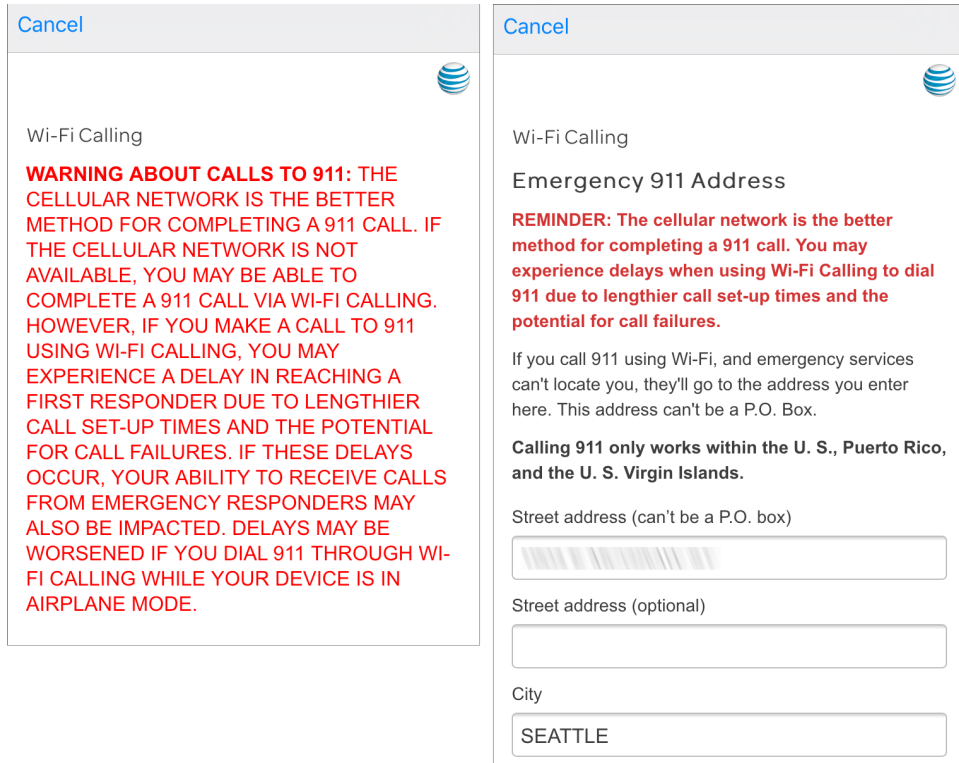 Cancel
Wi-Fi Calling
WARNING ABOUT CALLS TO 911: THE
CELLULAR NETWORK IS THE BETTER
METHOD FOR COMPLETING A 911 CALL. IF
THE CELLULAR NETWORK IS NOT
AVAILABLE, YOU MAY BE ABLE TO
COMPLETE A 911 CALL VIA WI-FI CALLING.
HOWEVER, IF YOU MAKE A CALL TO 911
USING WI-FI CALLING, YOU MAY
EXPERIENCE A DELAY IN REACHING A
FIRST RESPONDER DUE TO LENGTHIER
CALL SET-UP TIMES AND THE POTENTIAL
FOR CALL FAILURES. IF THESE DELAYS
OCCUR, YOUR ABILITY TO RECEIVE CALLS
FROM EMERGENCY RESPONDERS MAY
ALSO BE IMPACTED. DELAYS MAY BE
WORSENED IF YOU DIAL 911 THROUGH WI-
FI CALLING WHILE YOUR DEVICE IS IN
AIRPLANE MODE.
Cancel
Wi-Fi Calling
Emergency 911 Address
REMINDER: The cellular network is the better
method for completing a 911 call. You may
experience delays when using Wi-Fi Calling to dial
911 due to lengthier call set-up times and the
potential for call failures.
If you call 911 using Wi-Fi, and emergency services
can't locate you, they'll go to the address you enter
here. This address can't be a P.O. Box.
Calling 911 only works within the U. S., Puerto Rico,
and the U. S. Virgin Islands.
Street address (can’t be a P.O. box)
Street address (optional)
City
SEATTLE